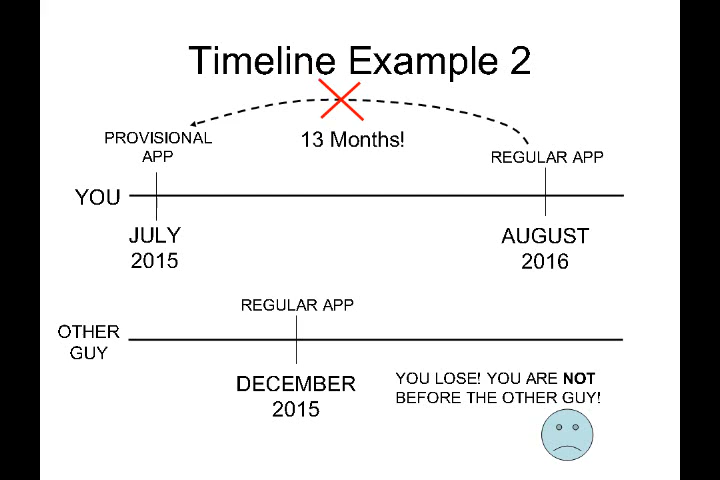 Timeline Example 2
13 Months!
PROVISIONAL
APP
REGULAR APP
YOU
JULY
2015
AUGUST
2016
REGULAR APP
OTHER
GUY
DECEMBER
2015
YOU LOSE! YOU ARE NOT
BEFORE THE OTHER GUY!